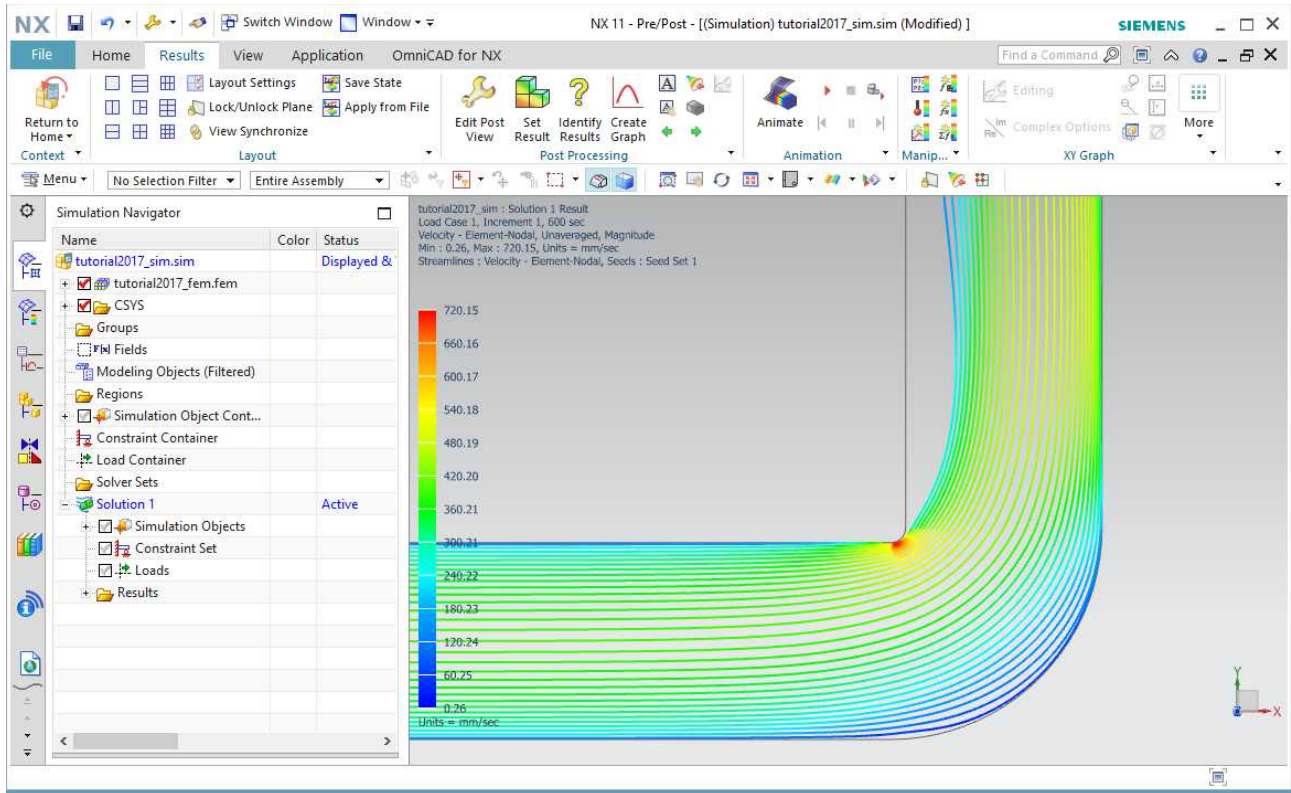 NX Switch Window Window NX 11 - Pre/Post - [(Simulation) tutorial2017_sim.sim (Modified) ] SIEMENS
File Home Results View Application OmniCAD for NX Find a Command
Return to Home
Layout Settings
Lock/Unlock Plane
View Synchronize
Save State
Apply from File
Edit Post View
Set Result
Identify Results
Create Graph
A
Animate
Editing
Complex Options
More
Context Layout Post Processing Animation Manip... XY Graph
Menu No Selection Filter Entire Assembly
Simulation Navigator
Name Color Status
tutorial2017_sim.sim Displayed &
tutorial2017_fem.fem
CSYS
Groups
Fields
Modeling Objects (Filtered)
Regions
Simulation Object Cont...
Constraint Container
Load Container
Solver Sets
Solution 1 Active
Simulation Objects
Constraint Set
Loads
Results
tutorial2017_sim : Solution 1 Result
Load Case 1, Increment 1, 600 sec
Velocity - Element-Nodal, Unaveraged, Magnitude
Min : 0.26, Max : 720.15, Units = mm/sec
Streamlines : Velocity - Element-Nodal, Seeds : Seed Set 1
720.15
660.16
600.17
540.18
480.19
420.20
360.21
300.21
240.22
180.23
120.24
60.25
0.26
Units = mm/sec
Y
X